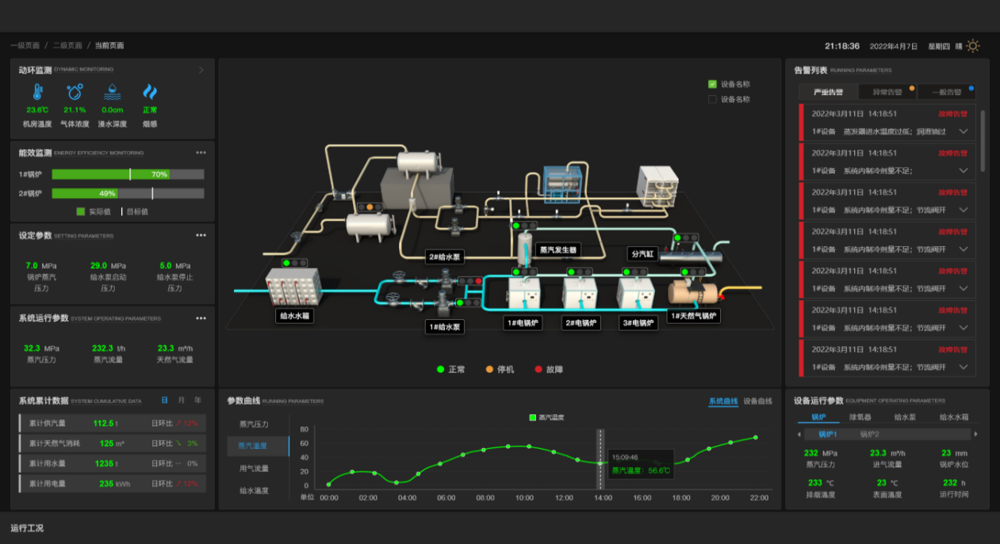 一级页面 / 二级页面 / 当前页面
21:18:36 2022年4月7日 星期四 晴
动环监测 DYNAMIC MONITORING
23.6℃ 21.1% 0.0cm 正常
机房温度 气体浓度 浸水深度 烟感
能效监测 ENERGY EFFICIENCY MONITORING
1#锅炉 70%
2#锅炉 49%
实际值 目标值
设定参数 SETTING PARAMETERS
7.0 MPa 29.0 MPa 5.0 MPa
锅炉蒸汽 给水泵启动 给水泵停止
压力 压力 压力
系统运行参数 SYSTEM OPERATING PARAMETERS
32.3 MPa 232.3 t/h 23.3 m³/h
蒸汽压力 蒸汽流量 天然气流量
系统累计数据 SYSTEM CUMULATIVE DATA 日 月 年
累计供汽量 112.5 t 日环比 12%
累计天然气消耗 125 m³ 日环比 3%
累计用水量 1235 t 日环比 -- 0%
累计用电量 235 kWh 日环比 12%
设备名称
设备名称
2#给水泵
蒸汽发生器
分汽缸
给水水箱
1#给水泵
1#电锅炉
2#电锅炉
3#电锅炉
1#天然气锅炉
正常 停机 故障
参数曲线 RUNNING PARAMETERS 系统曲线 设备曲线
蒸汽压力
蒸汽温度
用气流量
给水温度
蒸汽温度
80
60
40
20
0
15:09:46
蒸汽温度：56.6℃
单位 00:00 02:00 04:00 06:00 08:00 10:00 12:00 14:00 16:00 18:00 20:00 22:00
告警列表 RUNNING PARAMETERS
严重告警 异常告警 一般告警
2022年3月11日 14:18:51 故障告警
1#设备 蒸发器进水温度过低；润滑油过
2022年3月11日 14:18:51 故障告警
1#设备 系统内制冷剂量不足；
2022年3月11日 14:18:51 故障告警
1#设备 系统内制冷剂量不足；节流阀开
2022年3月11日 14:18:51 故障告警
1#设备 系统内制冷剂量不足；节流阀开
2022年3月11日 14:18:51 故障告警
1#设备 系统内制冷剂量不足；节流阀开
2022年3月11日 14:18:51 故障告警
1#设备 系统内制冷剂量不足；节流阀开
2022年3月11日 14:18:51 故障告警
1#设备 系统内制冷剂量不足；节流阀开
设备运行参数 EQUIPMENT OPERATING PARAMETERS
锅炉 除氧器 给水泵 给水水箱
锅炉1 锅炉2
232 MPa 23.3 m³/h 23 mm
蒸汽压力 进气流量 锅炉水位
233 ℃ 23 ℃ 232 h
排烟温度 表面温度 运行时间
运行工况